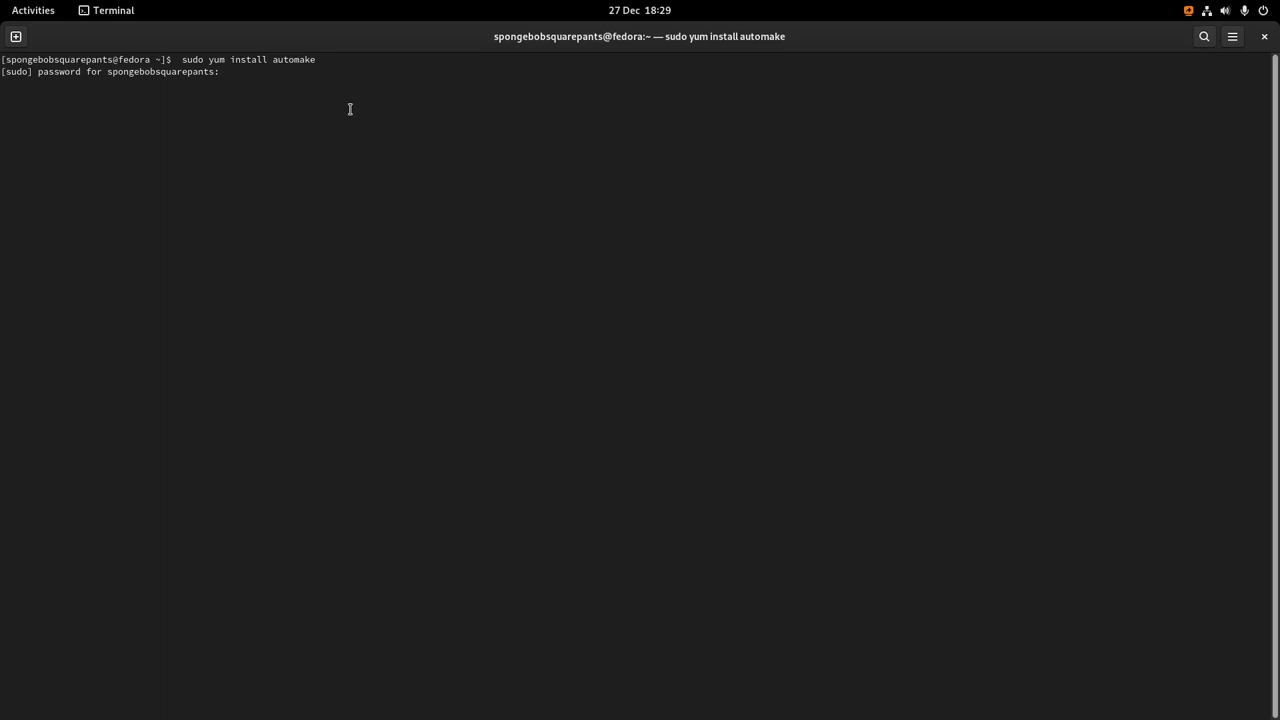 Activities Terminal 27 Dec 18:29
spongebobsquarepants@fedora:~ — sudo yum install automake
[spongebobsquarepants@fedora ~]$  sudo yum install automake
[sudo] password for spongebobsquarepants: